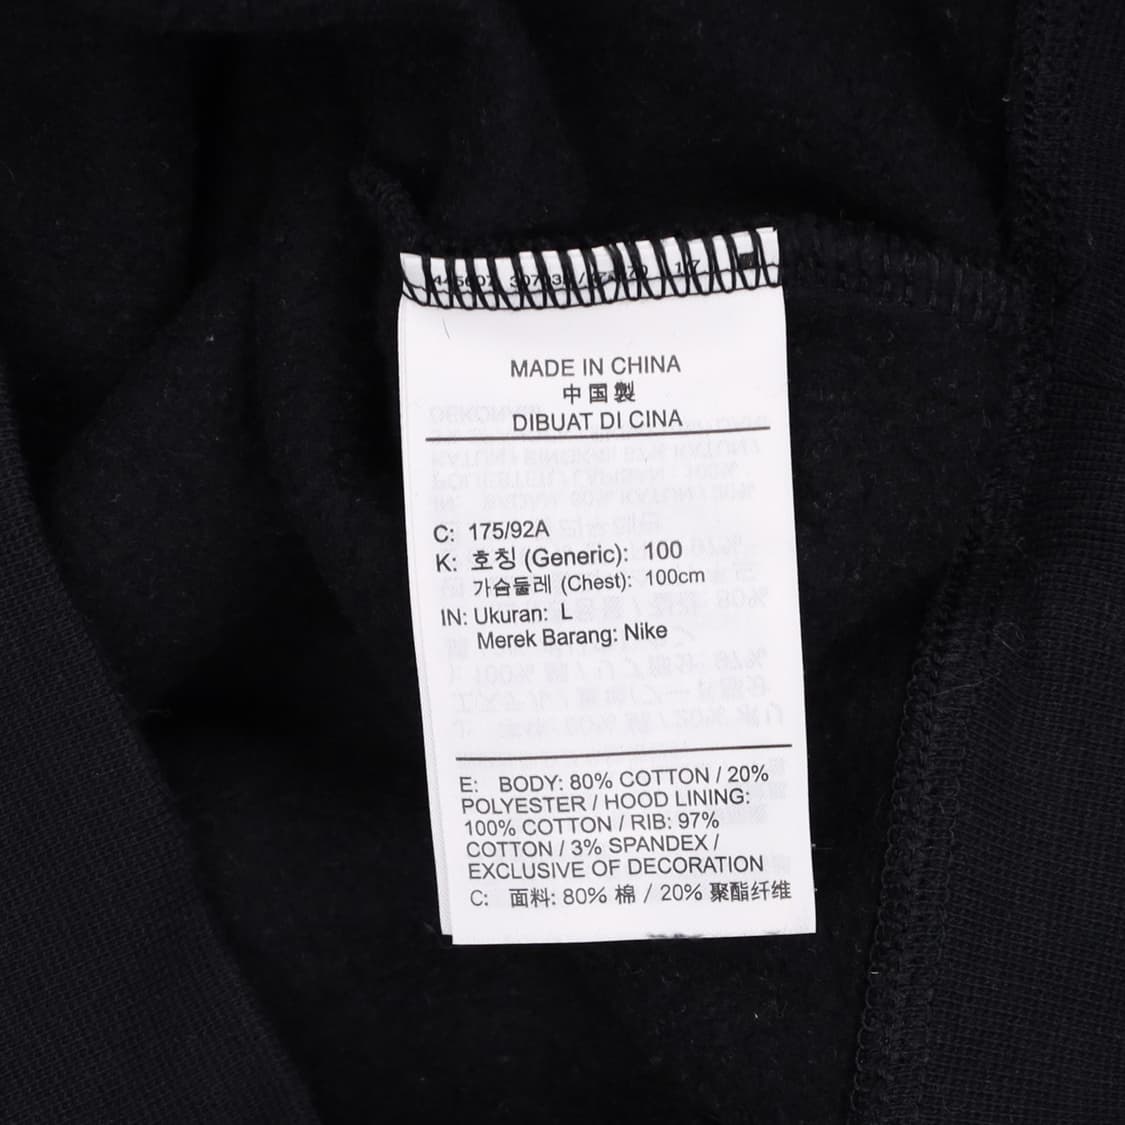 MADE IN CHINA
中国製
DIBUAT DI CINA
C: 175/92A
K: 호칭 (Generic): 100
가슴둘레 (Chest): 100cm
IN: Ukuran: L
Merek Barang: Nike
E: BODY: 80% COTTON / 20%
POLYESTER / HOOD LINING:
100% COTTON / RIB: 97%
COTTON / 3% SPANDEX /
EXCLUSIVE OF DECORATION
C: 面料: 80% 棉 / 20% 聚酯纤维